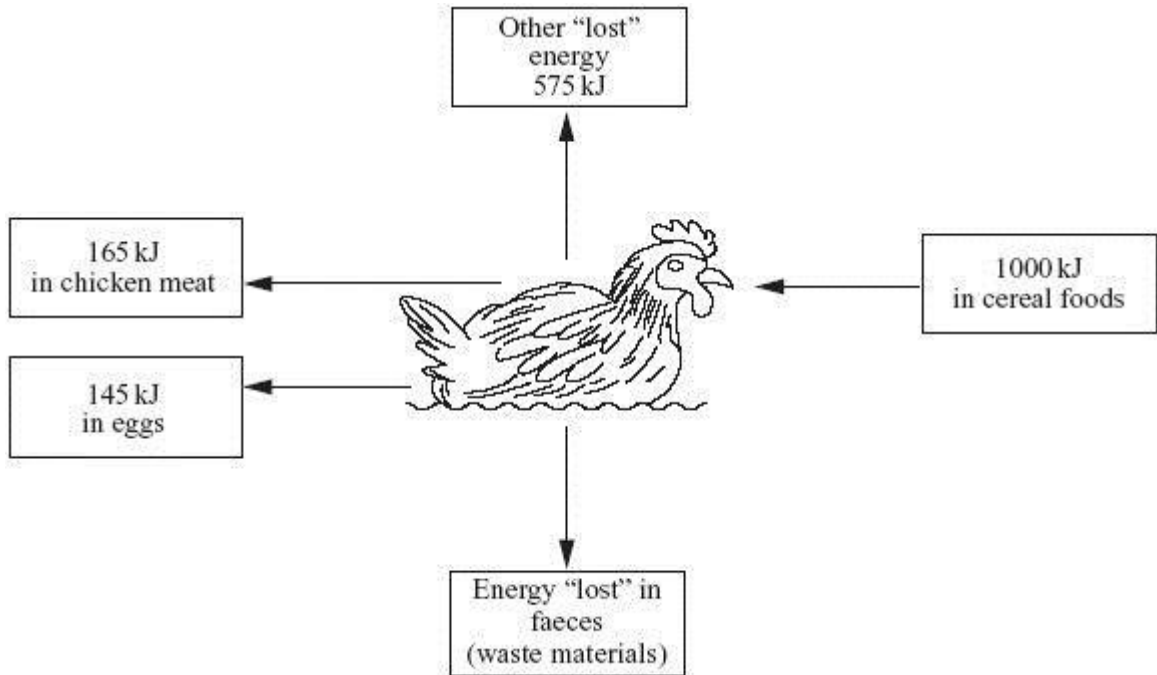 Other “lost”
energy
575 kJ
165 kJ
in chicken meat
1000 kJ
in cereal foods
145 kJ
in eggs
Energy “lost” in
faeces
(waste materials)